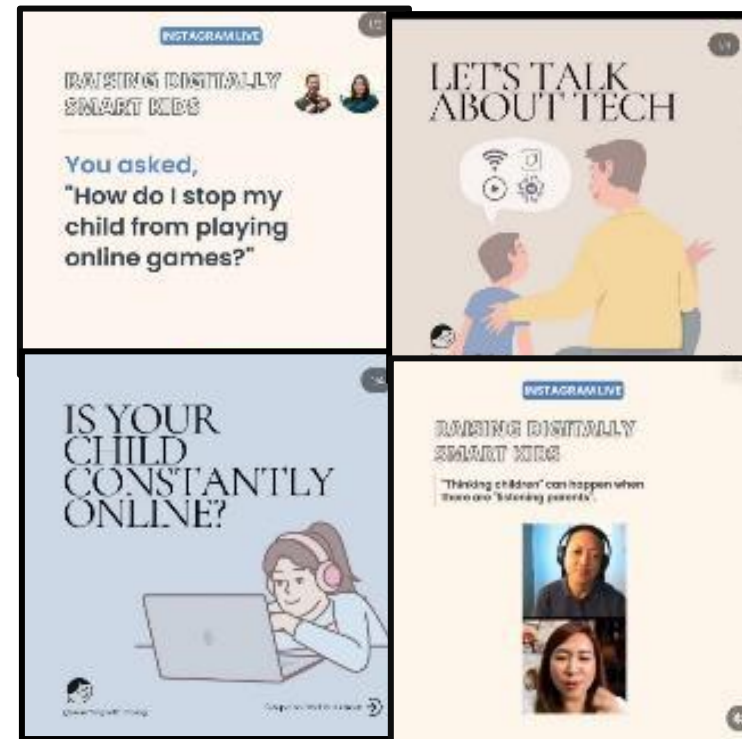 INSTAGRAM LIVE
RAISING DIGITALLY
SMART KIDS
You asked,
"How do I stop my
child from playing
online games?"
LET'S TALK
ABOUT TECH
IS YOUR
CHILD
CONSTANTLY
ONLINE?
INSTAGRAM LIVE
RAISING DIGITALLY
SMART KIDS
"Thinking children" can happen when
there are "listening parents".